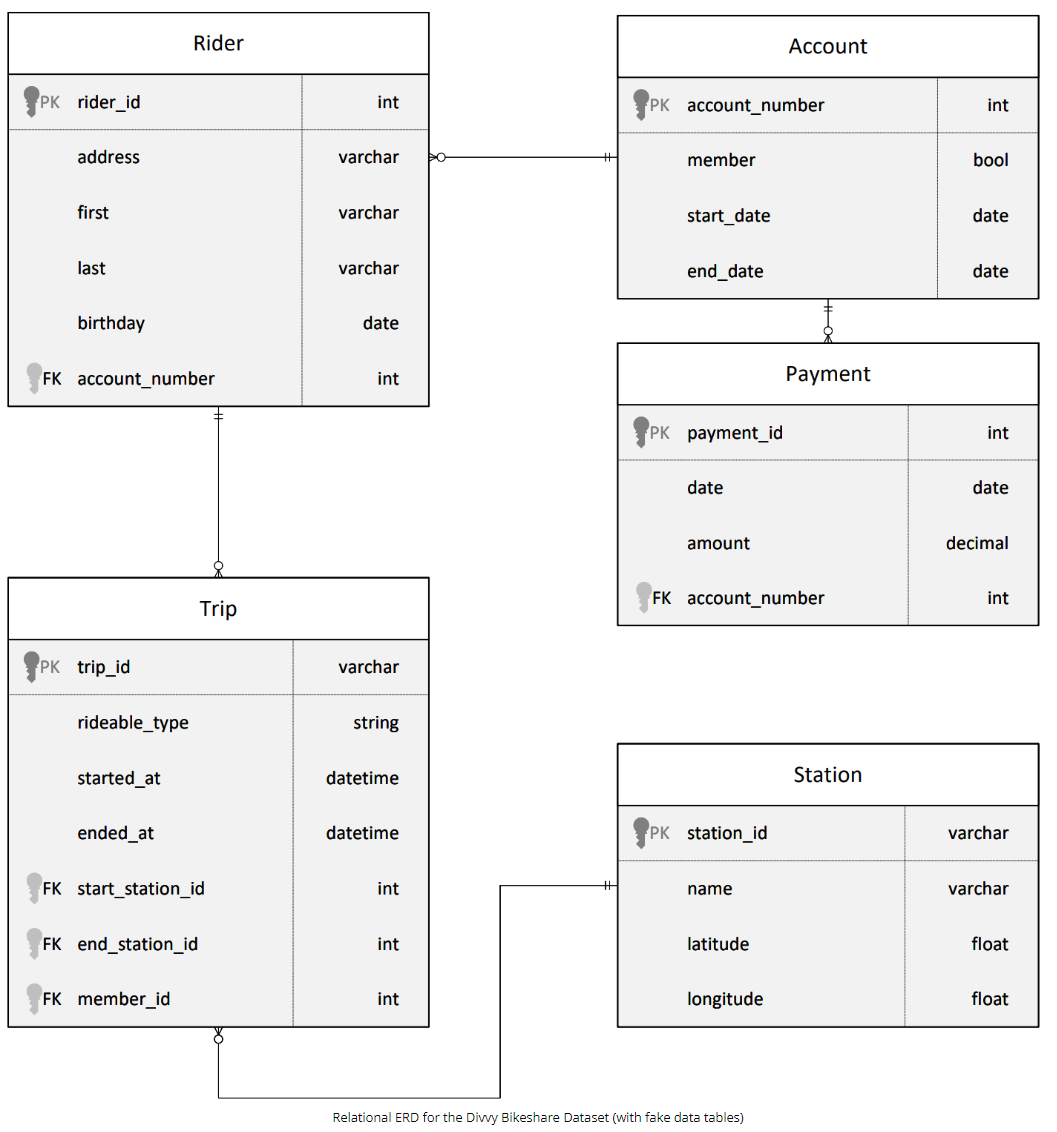 Rider
PK rider_id int
address varchar
first varchar
last varchar
birthday date
FK account_number int
Account
PK account_number int
member bool
start_date date
end_date date
Payment
PK payment_id int
date date
amount decimal
FK account_number int
Trip
PK trip_id varchar
rideable_type string
started_at datetime
ended_at datetime
FK start_station_id int
FK end_station_id int
FK member_id int
Station
PK station_id varchar
name varchar
latitude float
longitude float
Relational ERD for the Divvy Bikeshare Dataset (with fake data tables)